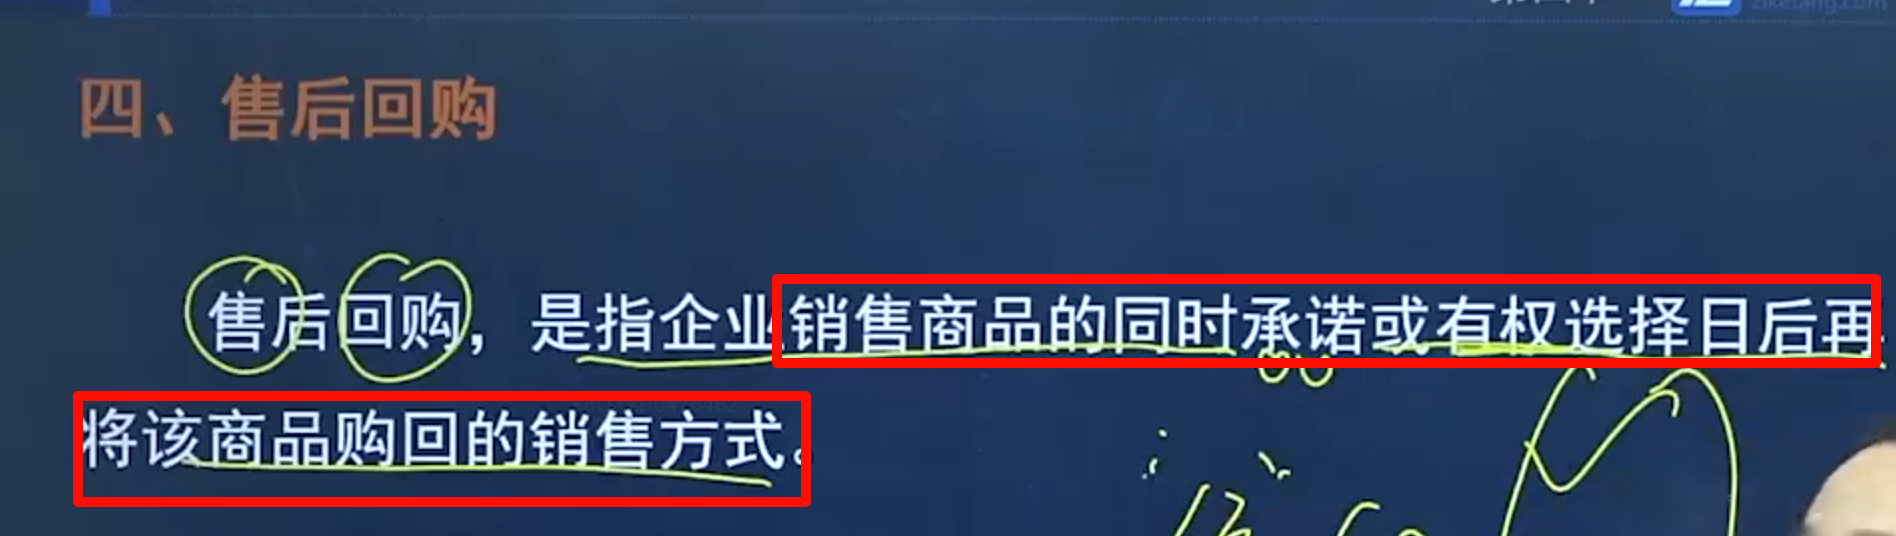 ziketang.com
四、售后回购
售后回购，是指企业销售商品的同时承诺或有权选择日后再
将该商品购回的销售方式。